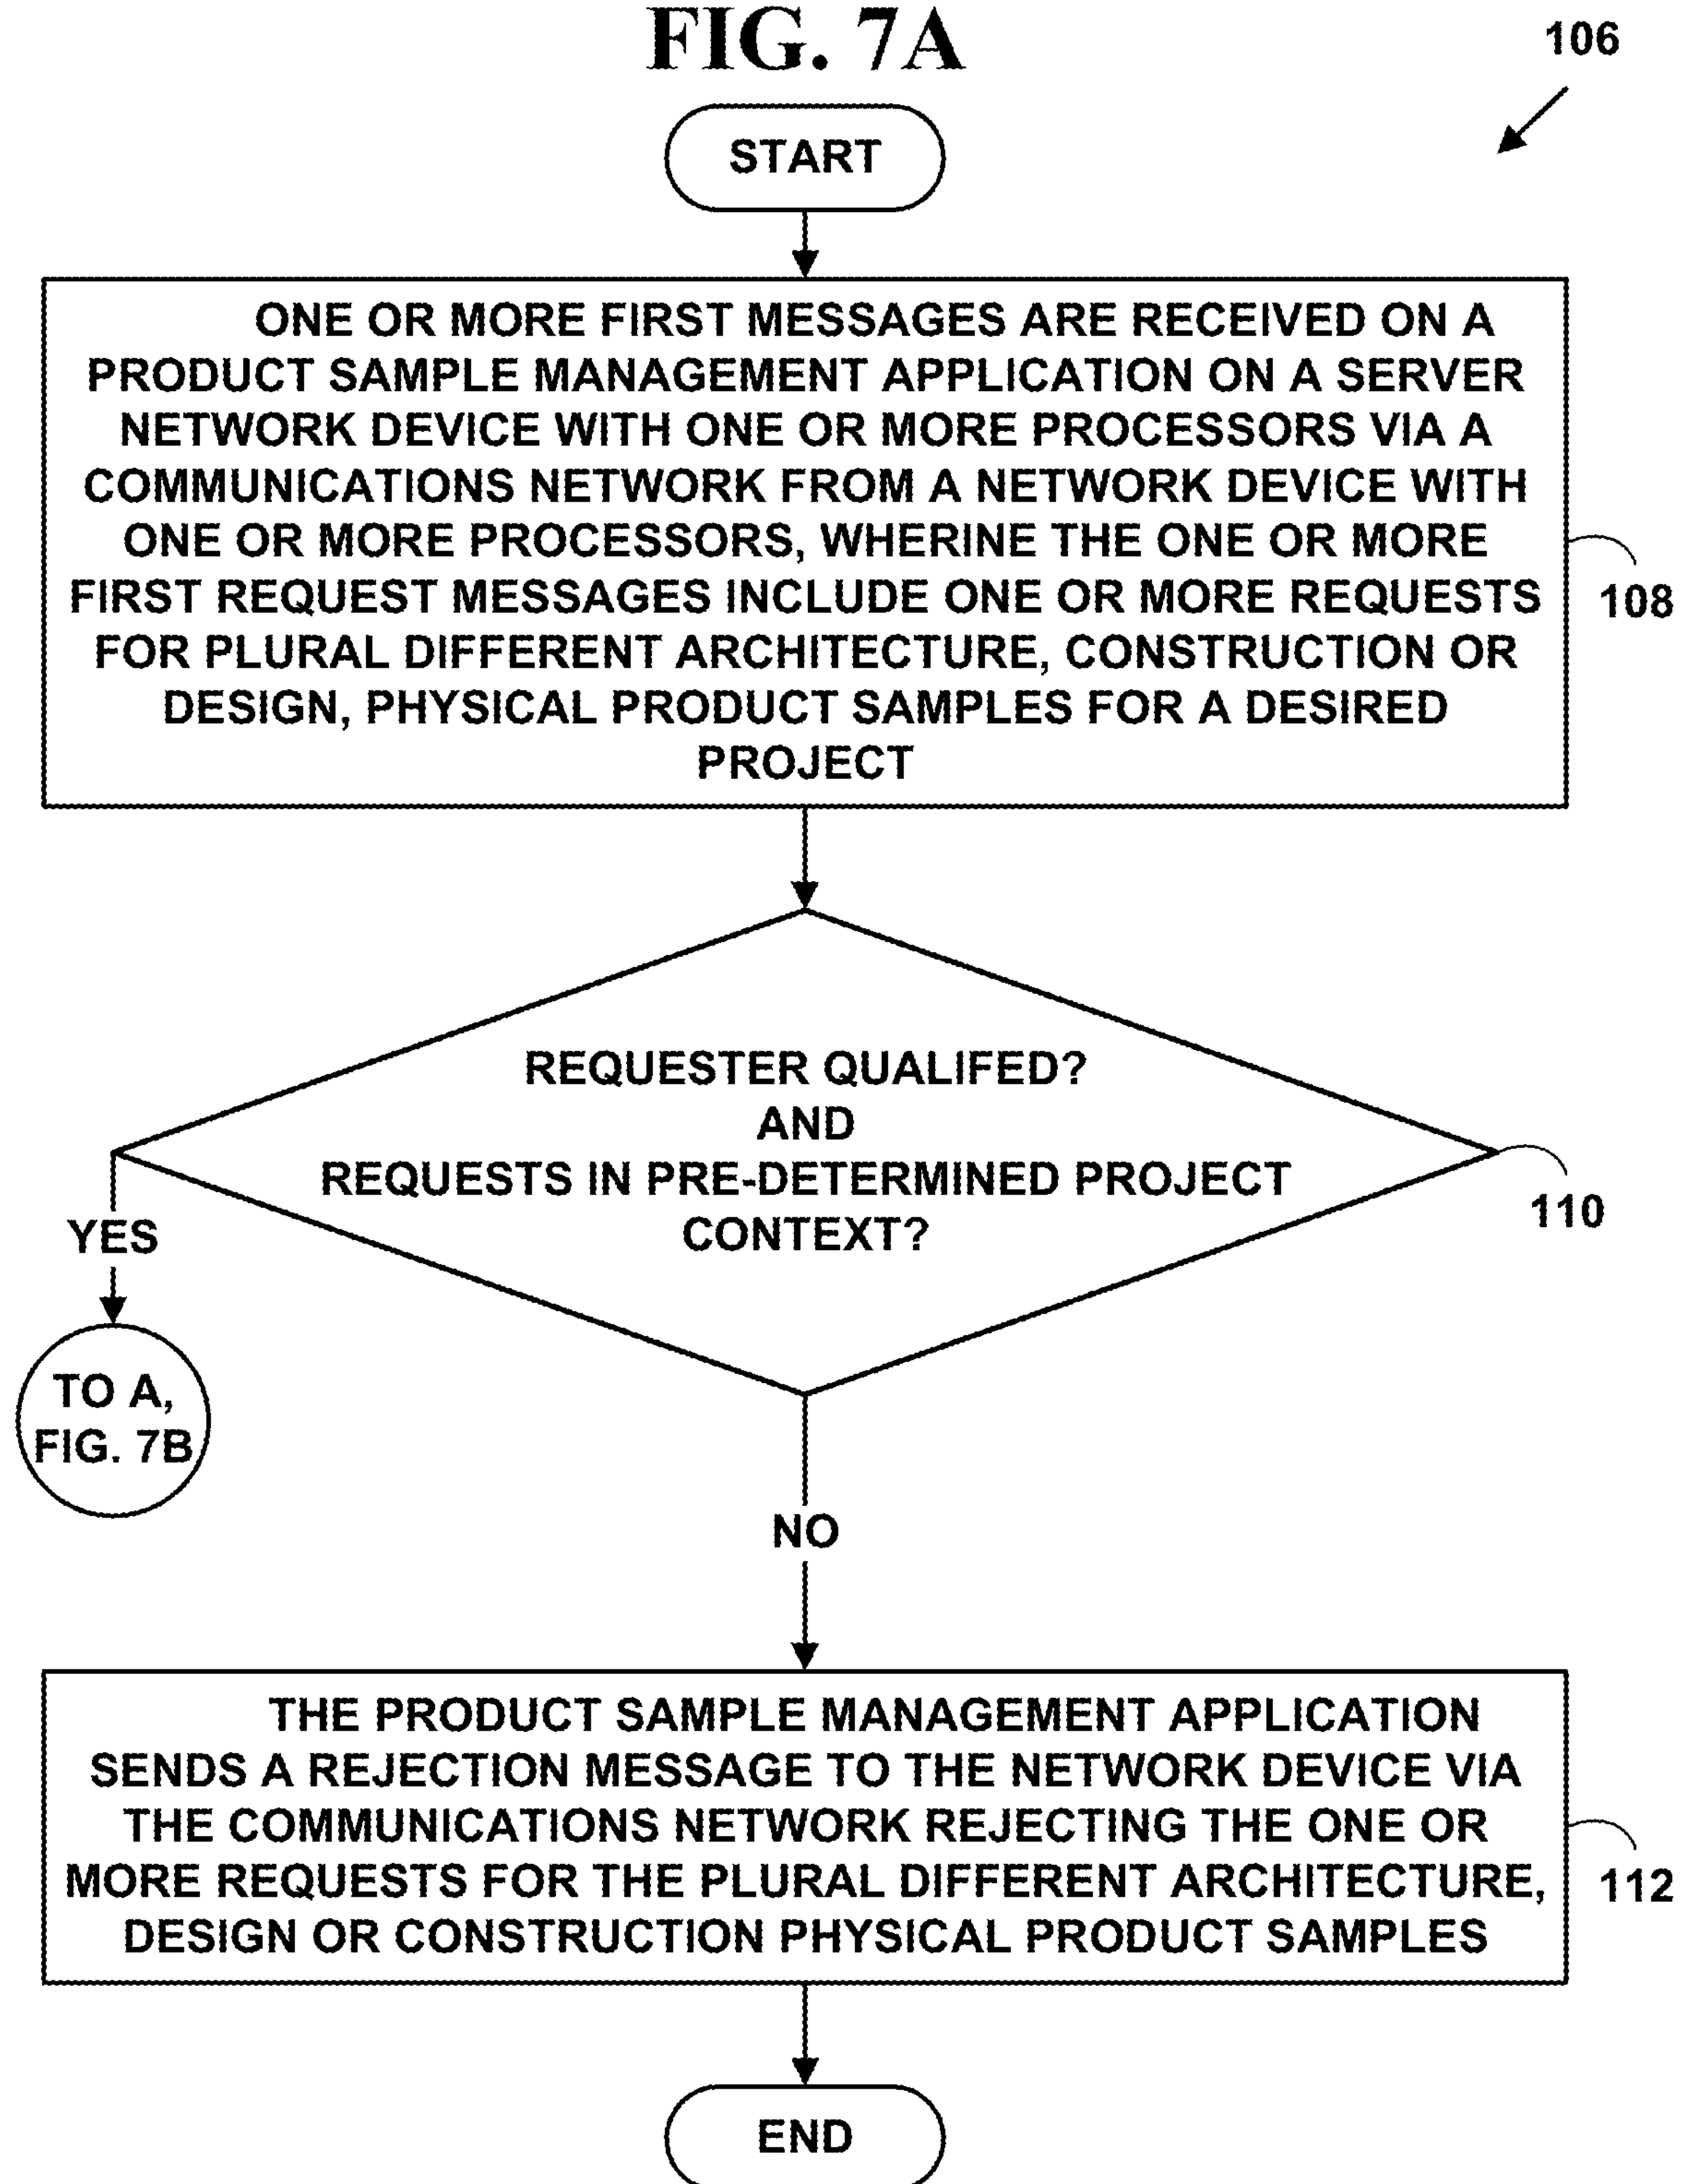 FIG. 7A
106
START
ONE OR MORE FIRST MESSAGES ARE RECEIVED ON A
PRODUCT SAMPLE MANAGEMENT APPLICATION ON A SERVER
NETWORK DEVICE WITH ONE OR MORE PROCESSORS VIA A
COMMUNICATIONS NETWORK FROM A NETWORK DEVICE WITH
ONE OR MORE PROCESSORS, WHERINE THE ONE OR MORE
FIRST REQUEST MESSAGES INCLUDE ONE OR MORE REQUESTS
FOR PLURAL DIFFERENT ARCHITECTURE, CONSTRUCTION OR
DESIGN, PHYSICAL PRODUCT SAMPLES FOR A DESIRED
PROJECT
108
REQUESTER QUALIFED?
AND
REQUESTS IN PRE-DETERMINED PROJECT
CONTEXT?
110
YES
TO A,
FIG. 7B
NO
THE PRODUCT SAMPLE MANAGEMENT APPLICATION
SENDS A REJECTION MESSAGE TO THE NETWORK DEVICE VIA
THE COMMUNICATIONS NETWORK REJECTING THE ONE OR
MORE REQUESTS FOR THE PLURAL DIFFERENT ARCHITECTURE,
DESIGN OR CONSTRUCTION PHYSICAL PRODUCT SAMPLES
112
END